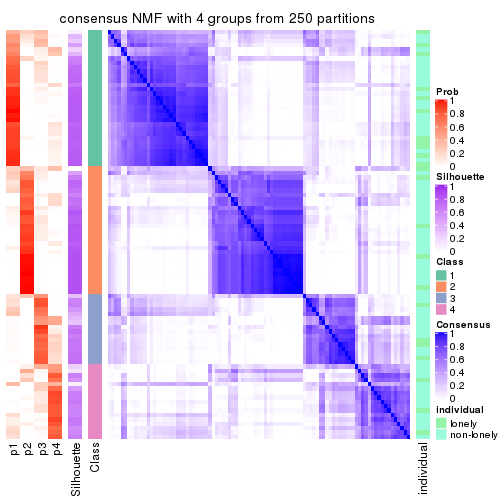 consensus NMF with 4 groups from 250 partitions
Prob
1
0.8
0.6
0.4
0.2
0
Silhouette
1
0.8
0.6
0.4
0.2
0
Class
1
2
3
4
Consensus
1
0.8
0.6
0.4
0.2
0
individual
lonely
non-lonely
p1
p2
p3
p4
Silhouette
Class
individual